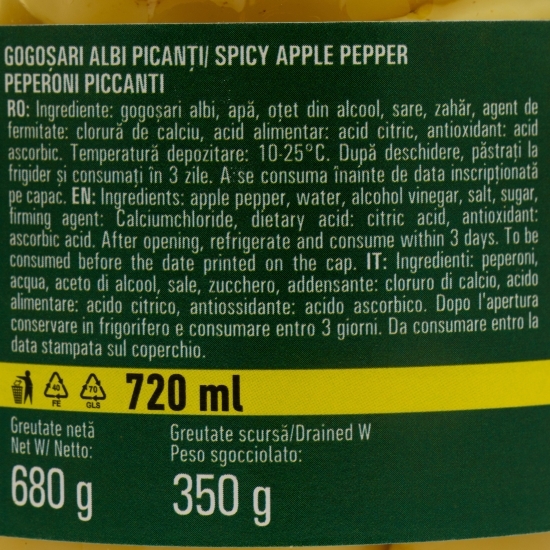 GOGOȘARI ALBI PICANȚI/ SPICY APPLE PEPPER
PEPERONI PICCANTI
RO: Ingrediente: gogoșari albi, apă, oțet din alcool, sare, zahăr, agent de
fermitate: clorură de calciu, acid alimentar: acid citric, antioxidant: acid
ascorbic. Temperatură depozitare: 10-25°C. După deschidere, păstrați la
frigider și consumați în 3 zile. A se consuma înainte de data inscripționată
pe capac. EN: Ingredients: apple pepper, water, alcohol vinegar, salt, sugar,
firming agent: Calciumchloride, dietary acid: citric acid, antioxidant:
ascorbic acid. After opening, refrigerate and consume within 3 days. To be
consumed before the date printed on the cap. IT: Ingredienti: peperoni,
acqua, aceto di alcool, sale, zucchero, addensante: cloruro di calcio, acido
alimentare: acido citrico, antiossidante: acido ascorbico. Dopo l'apertura
conservare in frigorifero e consumare entro 3 giorni. Da consumare entro la
data stampata sul coperchio.
40 FE 70 GLS 720 ml
Greutate netă
Net W/ Netto:
680 g
Greutate scursă/Drained W
Peso sgocciolato:
350 g